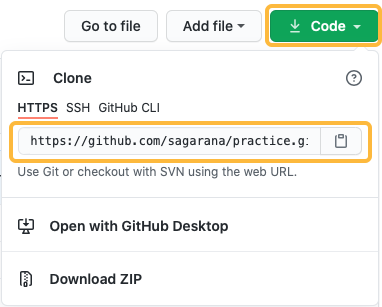 Go to file
Add file
Code
Clone
HTTPS SSH GitHub CLI
https://github.com/sagarana/practice.gi
Use Git or checkout with SVN using the web URL.
Open with GitHub Desktop
Download ZIP